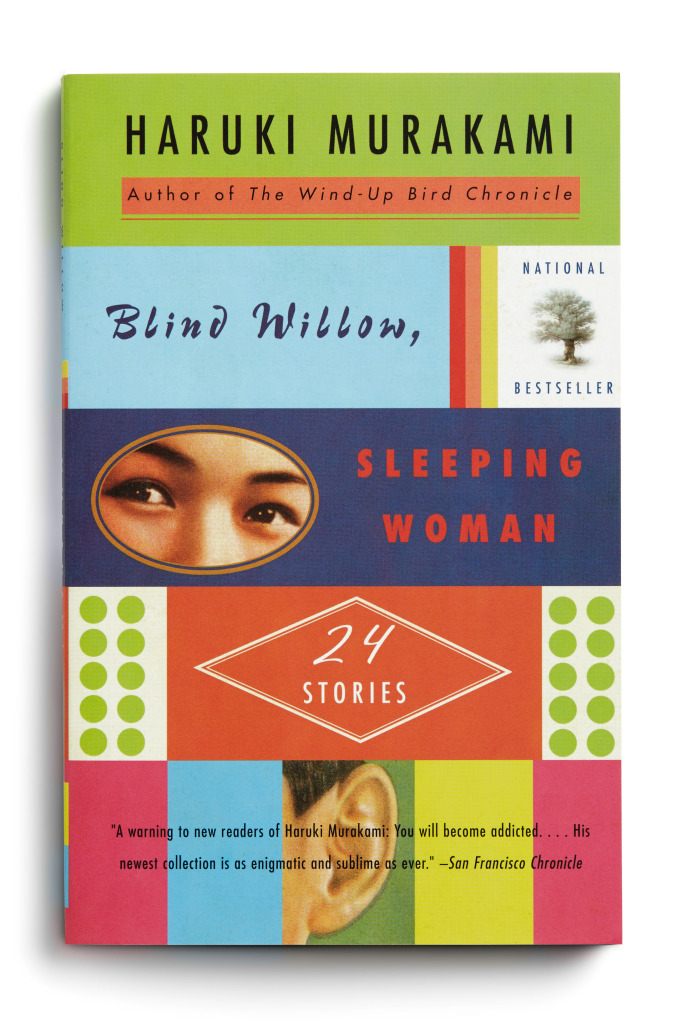 HARUKI MURAKAMI
Author of The Wind-Up Bird Chronicle
Blind Willow,
NATIONAL
BESTSELLER
SLEEPING
WOMAN
24
STORIES
"A warning to new readers of Haruki Murakami: You will become addicted. . . . His
newest collection is as enigmatic and sublime as ever." –San Francisco Chronicle